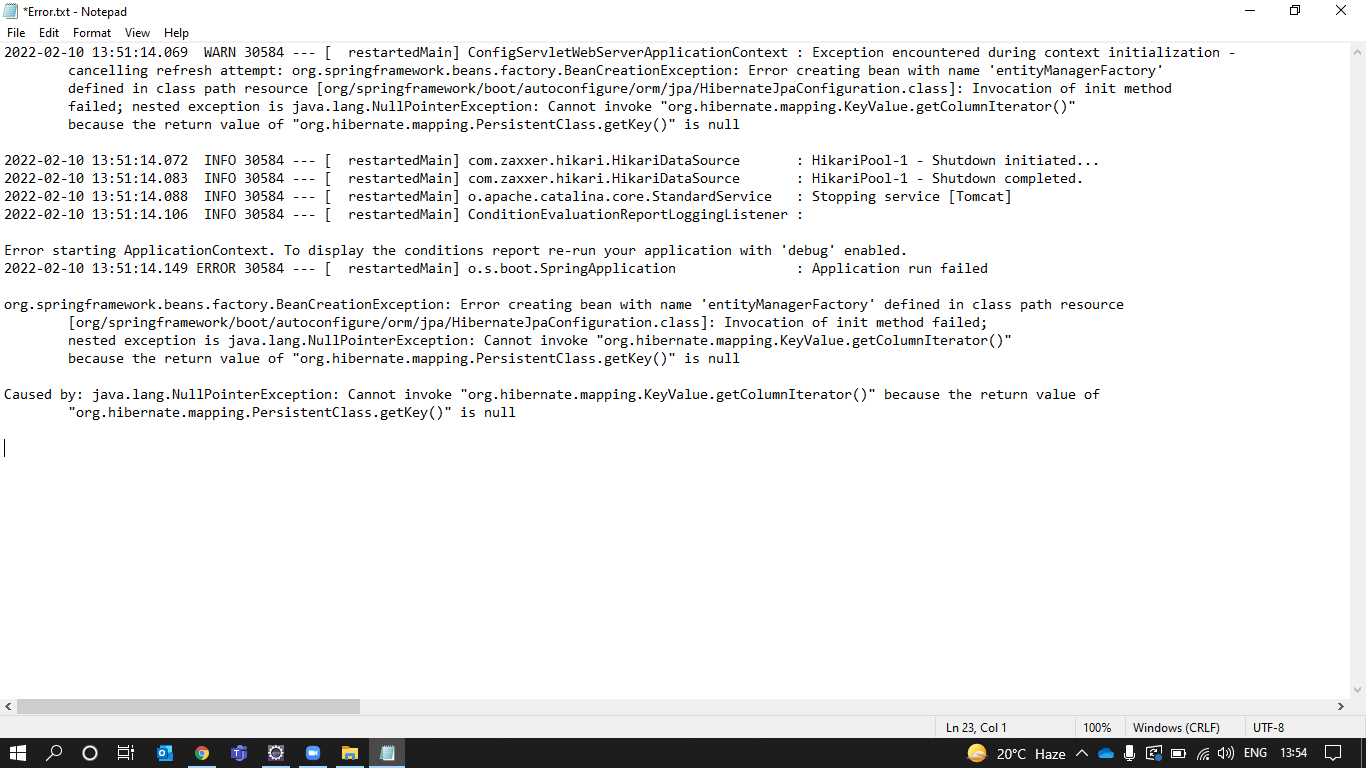 *Error.txt - Notepad
File Edit Format View Help
2022-02-10 13:51:14.069  WARN 30584 --- [  restartedMain] ConfigServletWebServerApplicationContext : Exception encountered during context initialization -
cancelling refresh attempt: org.springframework.beans.factory.BeanCreationException: Error creating bean with name 'entityManagerFactory'
defined in class path resource [org/springframework/boot/autoconfigure/orm/jpa/HibernateJpaConfiguration.class]: Invocation of init method
failed; nested exception is java.lang.NullPointerException: Cannot invoke "org.hibernate.mapping.KeyValue.getColumnIterator()"
because the return value of "org.hibernate.mapping.PersistentClass.getKey()" is null
2022-02-10 13:51:14.072  INFO 30584 --- [  restartedMain] com.zaxxer.hikari.HikariDataSource       : HikariPool-1 - Shutdown initiated...
2022-02-10 13:51:14.083  INFO 30584 --- [  restartedMain] com.zaxxer.hikari.HikariDataSource       : HikariPool-1 - Shutdown completed.
2022-02-10 13:51:14.088  INFO 30584 --- [  restartedMain] o.apache.catalina.core.StandardService   : Stopping service [Tomcat]
2022-02-10 13:51:14.106  INFO 30584 --- [  restartedMain] ConditionEvaluationReportLoggingListener :
Error starting ApplicationContext. To display the conditions report re-run your application with 'debug' enabled.
2022-02-10 13:51:14.149 ERROR 30584 --- [  restartedMain] o.s.boot.SpringApplication               : Application run failed
org.springframework.beans.factory.BeanCreationException: Error creating bean with name 'entityManagerFactory' defined in class path resource
[org/springframework/boot/autoconfigure/orm/jpa/HibernateJpaConfiguration.class]: Invocation of init method failed;
nested exception is java.lang.NullPointerException: Cannot invoke "org.hibernate.mapping.KeyValue.getColumnIterator()"
because the return value of "org.hibernate.mapping.PersistentClass.getKey()" is null
Caused by: java.lang.NullPointerException: Cannot invoke "org.hibernate.mapping.KeyValue.getColumnIterator()" because the return value of
"org.hibernate.mapping.PersistentClass.getKey()" is null
Ln 23, Col 1 100% Windows (CRLF) UTF-8
20°C Haze ENG 13:54